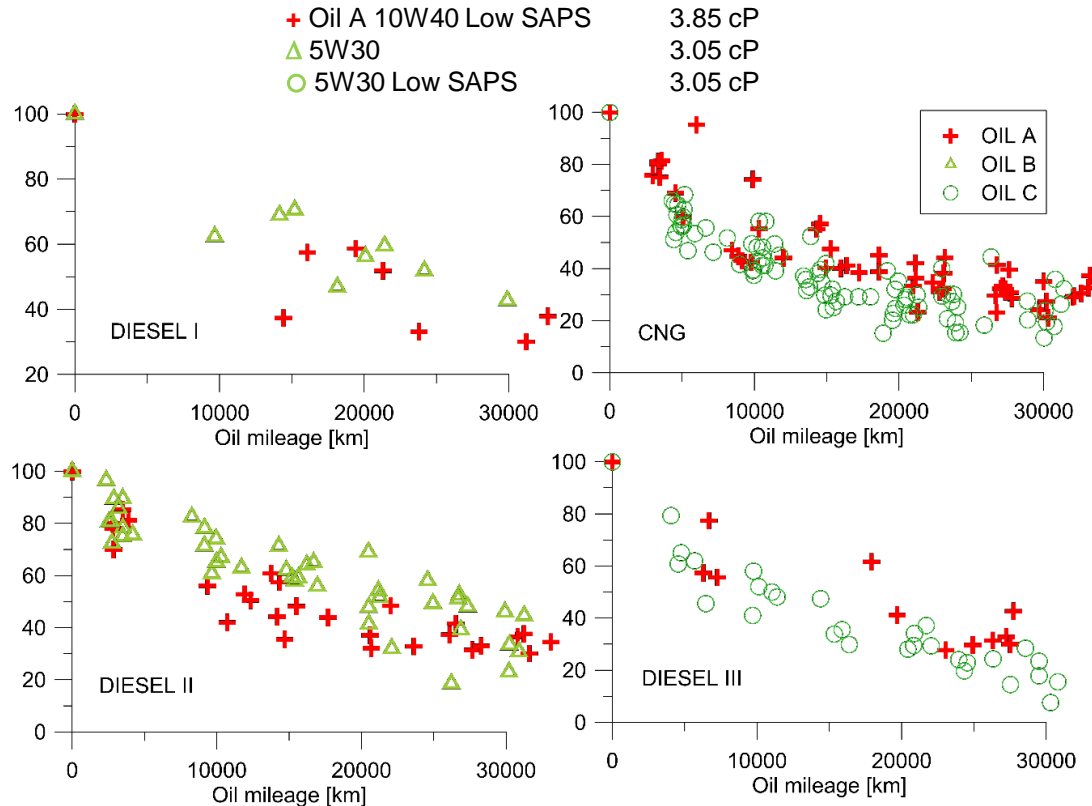 Oil A 10W40 Low SAPS 3.85 cP
5W30 3.05 cP
5W30 Low SAPS 3.05 cP
100
80
60
40
20
DIESEL I
0 10000 20000 30000
Oil mileage [km]
100
80
60
40
20
0
OIL A
OIL B
OIL C
CNG
0 10000 20000 30000
Oil mileage [km]
100
80
60
40
20
0
DIESEL II
0 10000 20000 30000
Oil mileage [km]
100
80
60
40
20
0
DIESEL III
0 10000 20000 30000
Oil mileage [km]